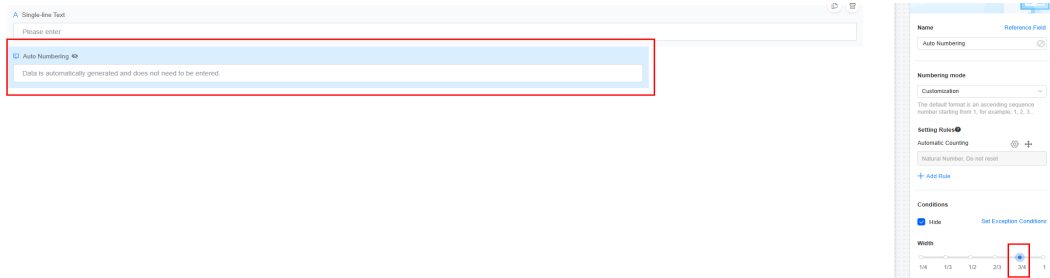 A Single-line Text
Please enter
Auto Numbering
Data is automatically generated and does not need to be entered.
Name Reference Field
Auto Numbering
Numbering mode
Customization
The default format is an ascending sequence
number starting from 1, for example, 1, 2, 3...
Setting Rules
Automatic Counting
Natural Number, Do not reset
+ Add Rule
Conditions
Hide Set Exception Conditions
Width
1/4 1/3 1/2 2/3 3/4 1